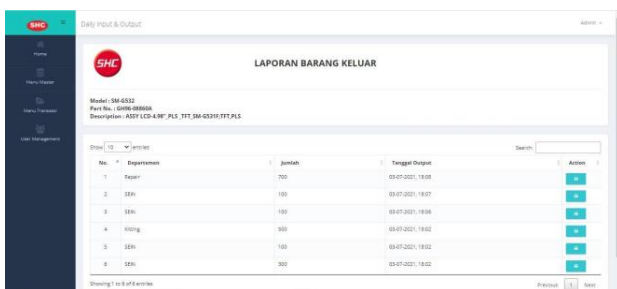 SHC
Daily Input & Output
Admin
Home
Menu Master
Menu Transaksi
User Management
SHC
LAPORAN BARANG KELUAR
Model : SM-G532
Part No. : GH96-08860A
Description : ASSY LCD-4.99",PLS ,TFT_SM-G531F,TFT,PLS
Show 10 entries
Search:
No. Departemen Jumlah Tanggal Output Action
1 Repair 700 03-07-2021, 18:08
2 SEIN 100 03-07-2021, 18:07
3 SEIN 100 03-07-2021, 18:06
4 Kitting 500 03-07-2021, 18:02
5 SEIN 100 03-07-2021, 18:02
6 SEIN 300 03-07-2021, 18:02
Showing 1 to 6 of 6 entries
Previous 1 Next